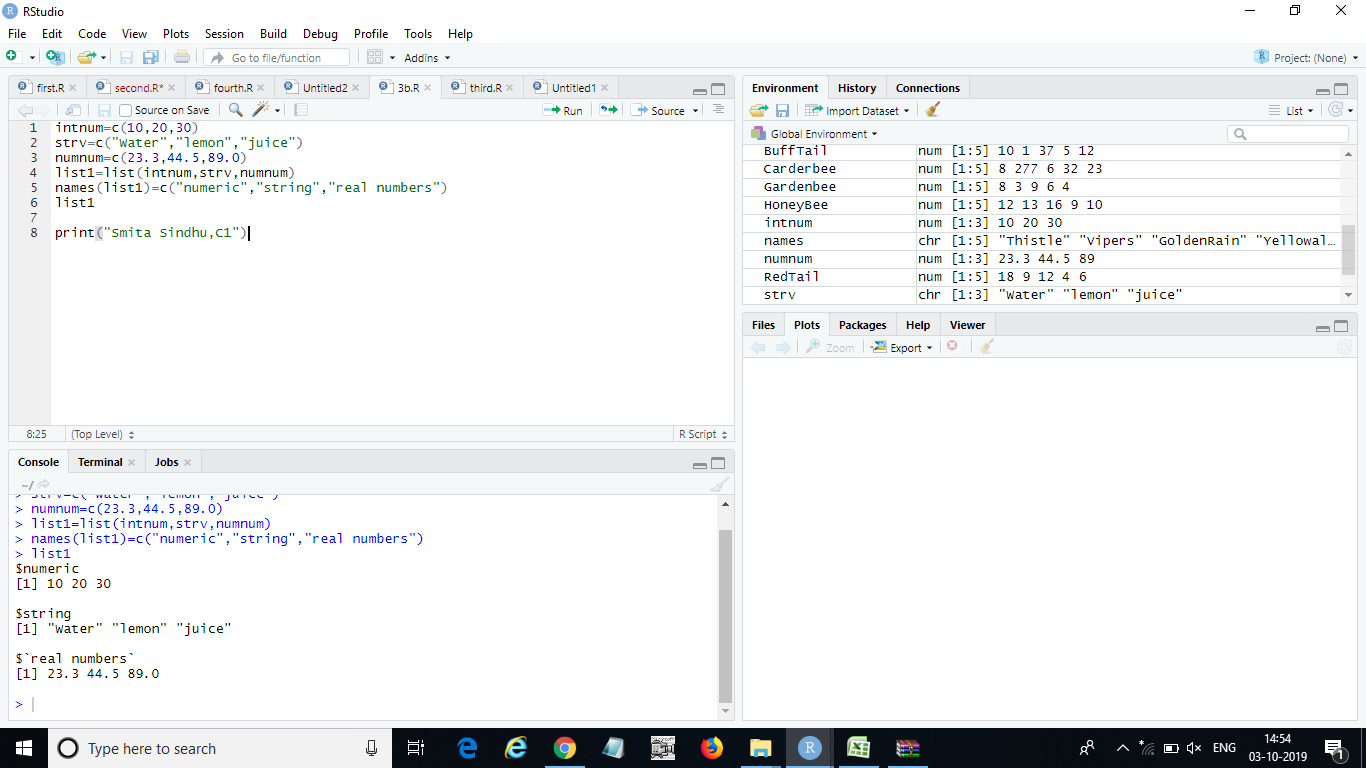 RStudio
File Edit Code View Plots Session Build Debug Profile Tools Help
Go to file/function Addins Project: (None)
first.R second.R* fourth.R Untitled2 3b.R third.R Untitled1
Source on Save Run Source
1 intnum=c(10,20,30)
2 strv=c("Water","lemon","juice")
3 numnum=c(23.3,44.5,89.0)
4 list1=list(intnum,strv,numnum)
5 names(list1)=c("numeric","string","real numbers")
6 list1
7
8 print("Smita Sindhu,C1")
8:25 (Top Level) R Script
Console Terminal Jobs
~/
> strv=c("Water","lemon","juice")
> numnum=c(23.3,44.5,89.0)
> list1=list(intnum,strv,numnum)
> names(list1)=c("numeric","string","real numbers")
> list1
$numeric
[1] 10 20 30
$string
[1] "Water" "lemon" "juice"
$`real numbers`
[1] 23.3 44.5 89.0
>
Environment History Connections
Import Dataset List
Global Environment
BuffTail num [1:5] 10 1 37 5 12
Carderbee num [1:5] 8 277 6 32 23
Gardenbee num [1:5] 8 3 9 6 4
HoneyBee num [1:5] 12 13 16 9 10
intnum num [1:3] 10 20 30
names chr [1:5] "Thistle" "Vipers" "GoldenRain" "Yellowal…
numnum num [1:3] 23.3 44.5 89
RedTail num [1:5] 18 9 12 4 6
strv chr [1:3] "Water" "lemon" "juice"
Files Plots Packages Help Viewer
Zoom Export
Type here to search
ENG
14:54
03-10-2019
1